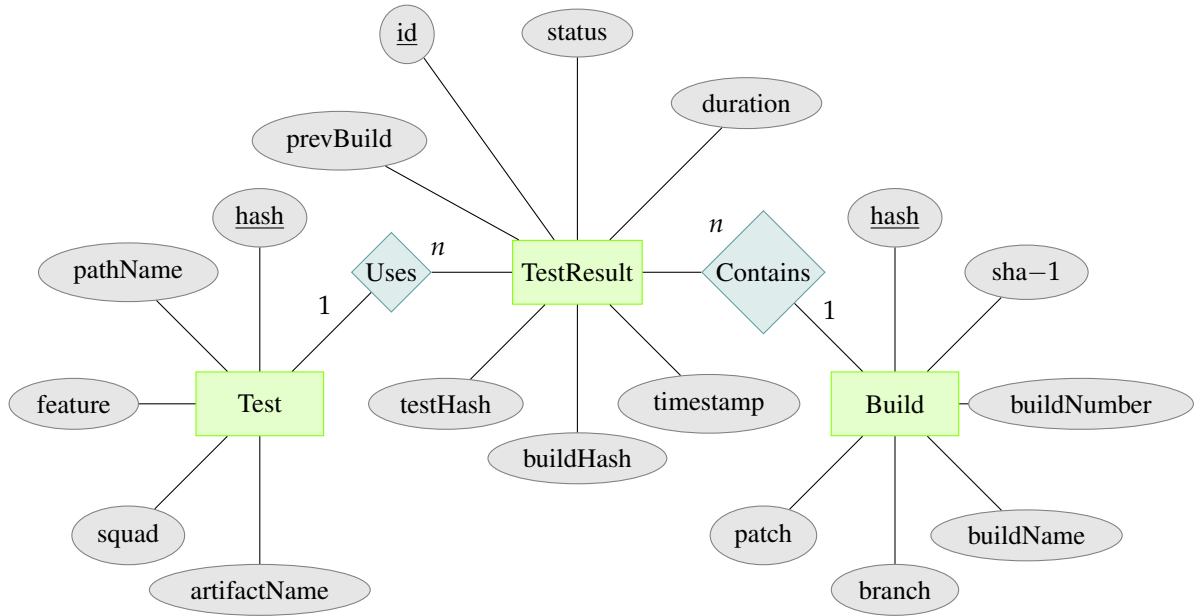 id
status
duration
prevBuild
hash
hash
pathName
Uses
n
TestResult
n
Contains
sha−1
1
1
feature
Test
testHash
timestamp
Build
buildNumber
buildHash
squad
patch
buildName
artifactName
branch